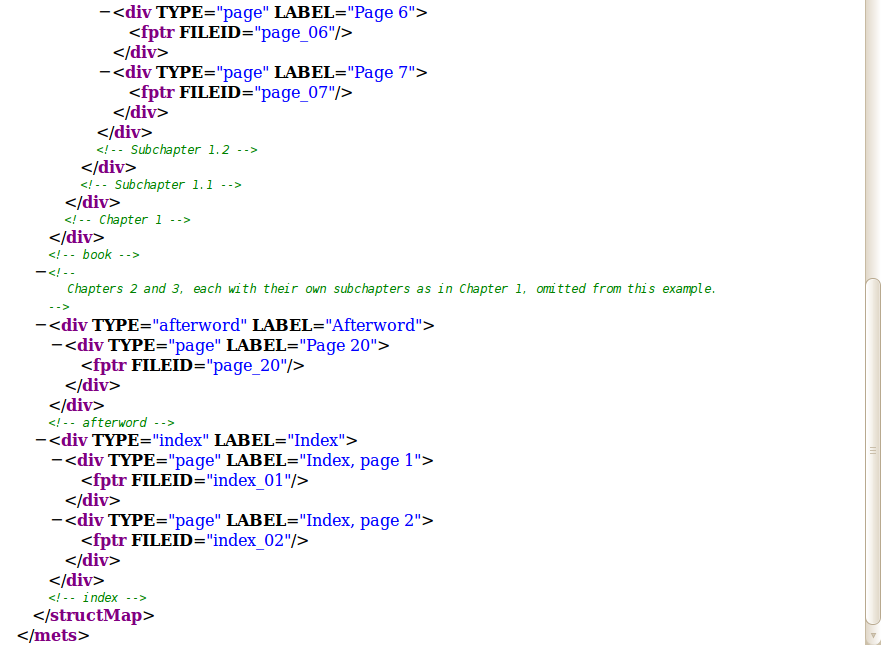 −<div TYPE="page" LABEL="Page 6">
<fptr FILEID="page_06"/>
</div>
−<div TYPE="page" LABEL="Page 7">
<fptr FILEID="page_07"/>
</div>
</div>
<!-- Subchapter 1.2 -->
</div>
<!-- Subchapter 1.1 -->
</div>
<!-- Chapter 1 -->
</div>
<!-- book -->
−<!--
Chapters 2 and 3, each with their own subchapters as in Chapter 1, omitted from this example.
-->
−<div TYPE="afterword" LABEL="Afterword">
−<div TYPE="page" LABEL="Page 20">
<fptr FILEID="page_20"/>
</div>
</div>
<!-- afterword -->
−<div TYPE="index" LABEL="Index">
−<div TYPE="page" LABEL="Index, page 1">
<fptr FILEID="index_01"/>
</div>
−<div TYPE="page" LABEL="Index, page 2">
<fptr FILEID="index_02"/>
</div>
</div>
<!-- index -->
</structMap>
</mets>